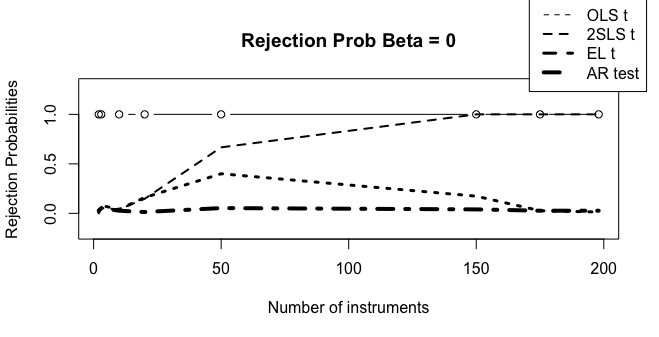 Rejection Prob Beta = 0
OLS t
2SLS t
EL t
AR test
Rejection Probabilities
1.0
0.5
0.0
0 50 100 150 200
Number of instruments